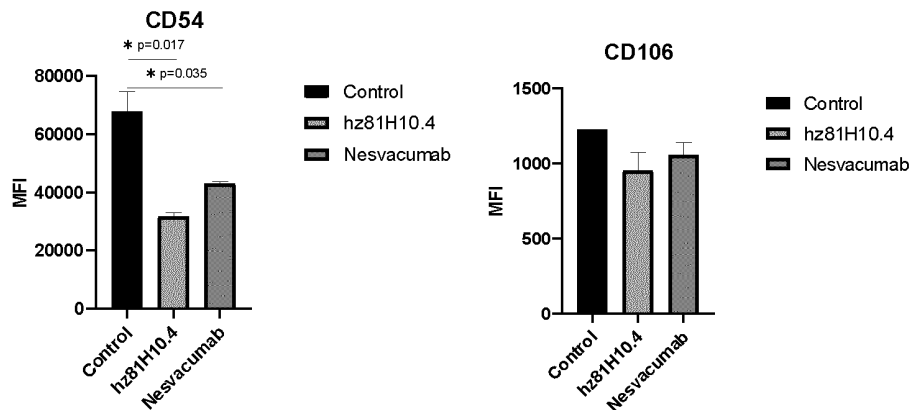 CD54
* p=0.017
* p=0.035
80000
60000
40000
20000
0
MFI
Control
hz81H10.4
Nesvacumab
Control
hz81H10.4
Nesvacumab
CD106
1500
1000
500
0
MFI
Control
hz81H10.4
Nesvacumab
Control
hz81H10.4
Nesvacumab